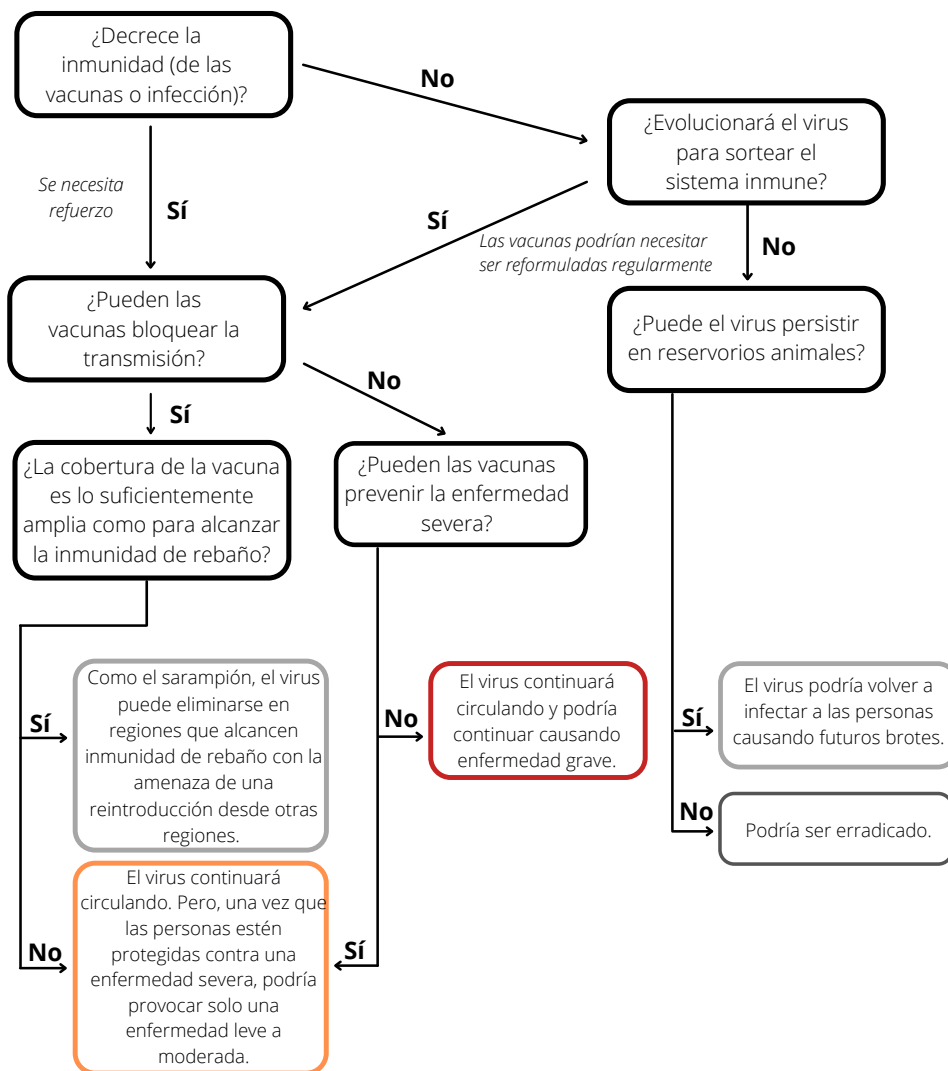 ¿Decrece la
inmunidad (de las
vacunas o infección)?
No
¿Evolucionará el virus
para sortear el
sistema inmune?
Se necesita
refuerzo
Sí
Sí
Las vacunas podrían necesitar
ser reformuladas regularmente
No
¿Pueden las
vacunas bloquear la
transmisión?
¿Puede el virus persistir
en reservorios animales?
No
Sí
¿La cobertura de la vacuna
es lo suficientemente
amplia como para alcanzar
la inmunidad de rebaño?
¿Pueden las vacunas
prevenir la enfermedad
severa?
Sí
Como el sarampión, el virus
puede eliminarse en
regiones que alcancen
inmunidad de rebaño con la
amenaza de una
reintroducción desde otras
regiones.
No
El virus continuará
circulando y podría
continuar causando
enfermedad grave.
Sí
El virus podría volver a
infectar a las personas
causando futuros brotes.
No
Podría ser erradicado.
No
El virus continuará
circulando. Pero, una vez que
las personas estén
protegidas contra una
enfermedad severa, podría
provocar solo una
enfermedad leve a
moderada.
Sí